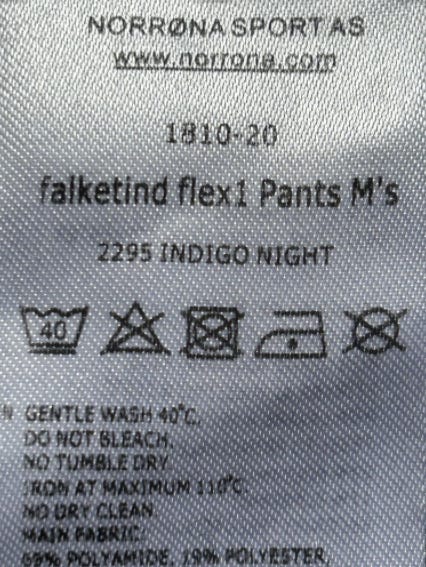 NORRØNA SPORT AS
www.norrona.com
1810-20
falketind flex1 Pants M's
2295 INDIGO NIGHT
40
N GENTLE WASH 40°C.
DO NOT BLEACH.
NO TUMBLE DRY.
IRON AT MAXIMUM 110°C
NO DRY CLEAN.
MAIN FABRIC:
69% POLYAMIDE, 19% POLYESTER,